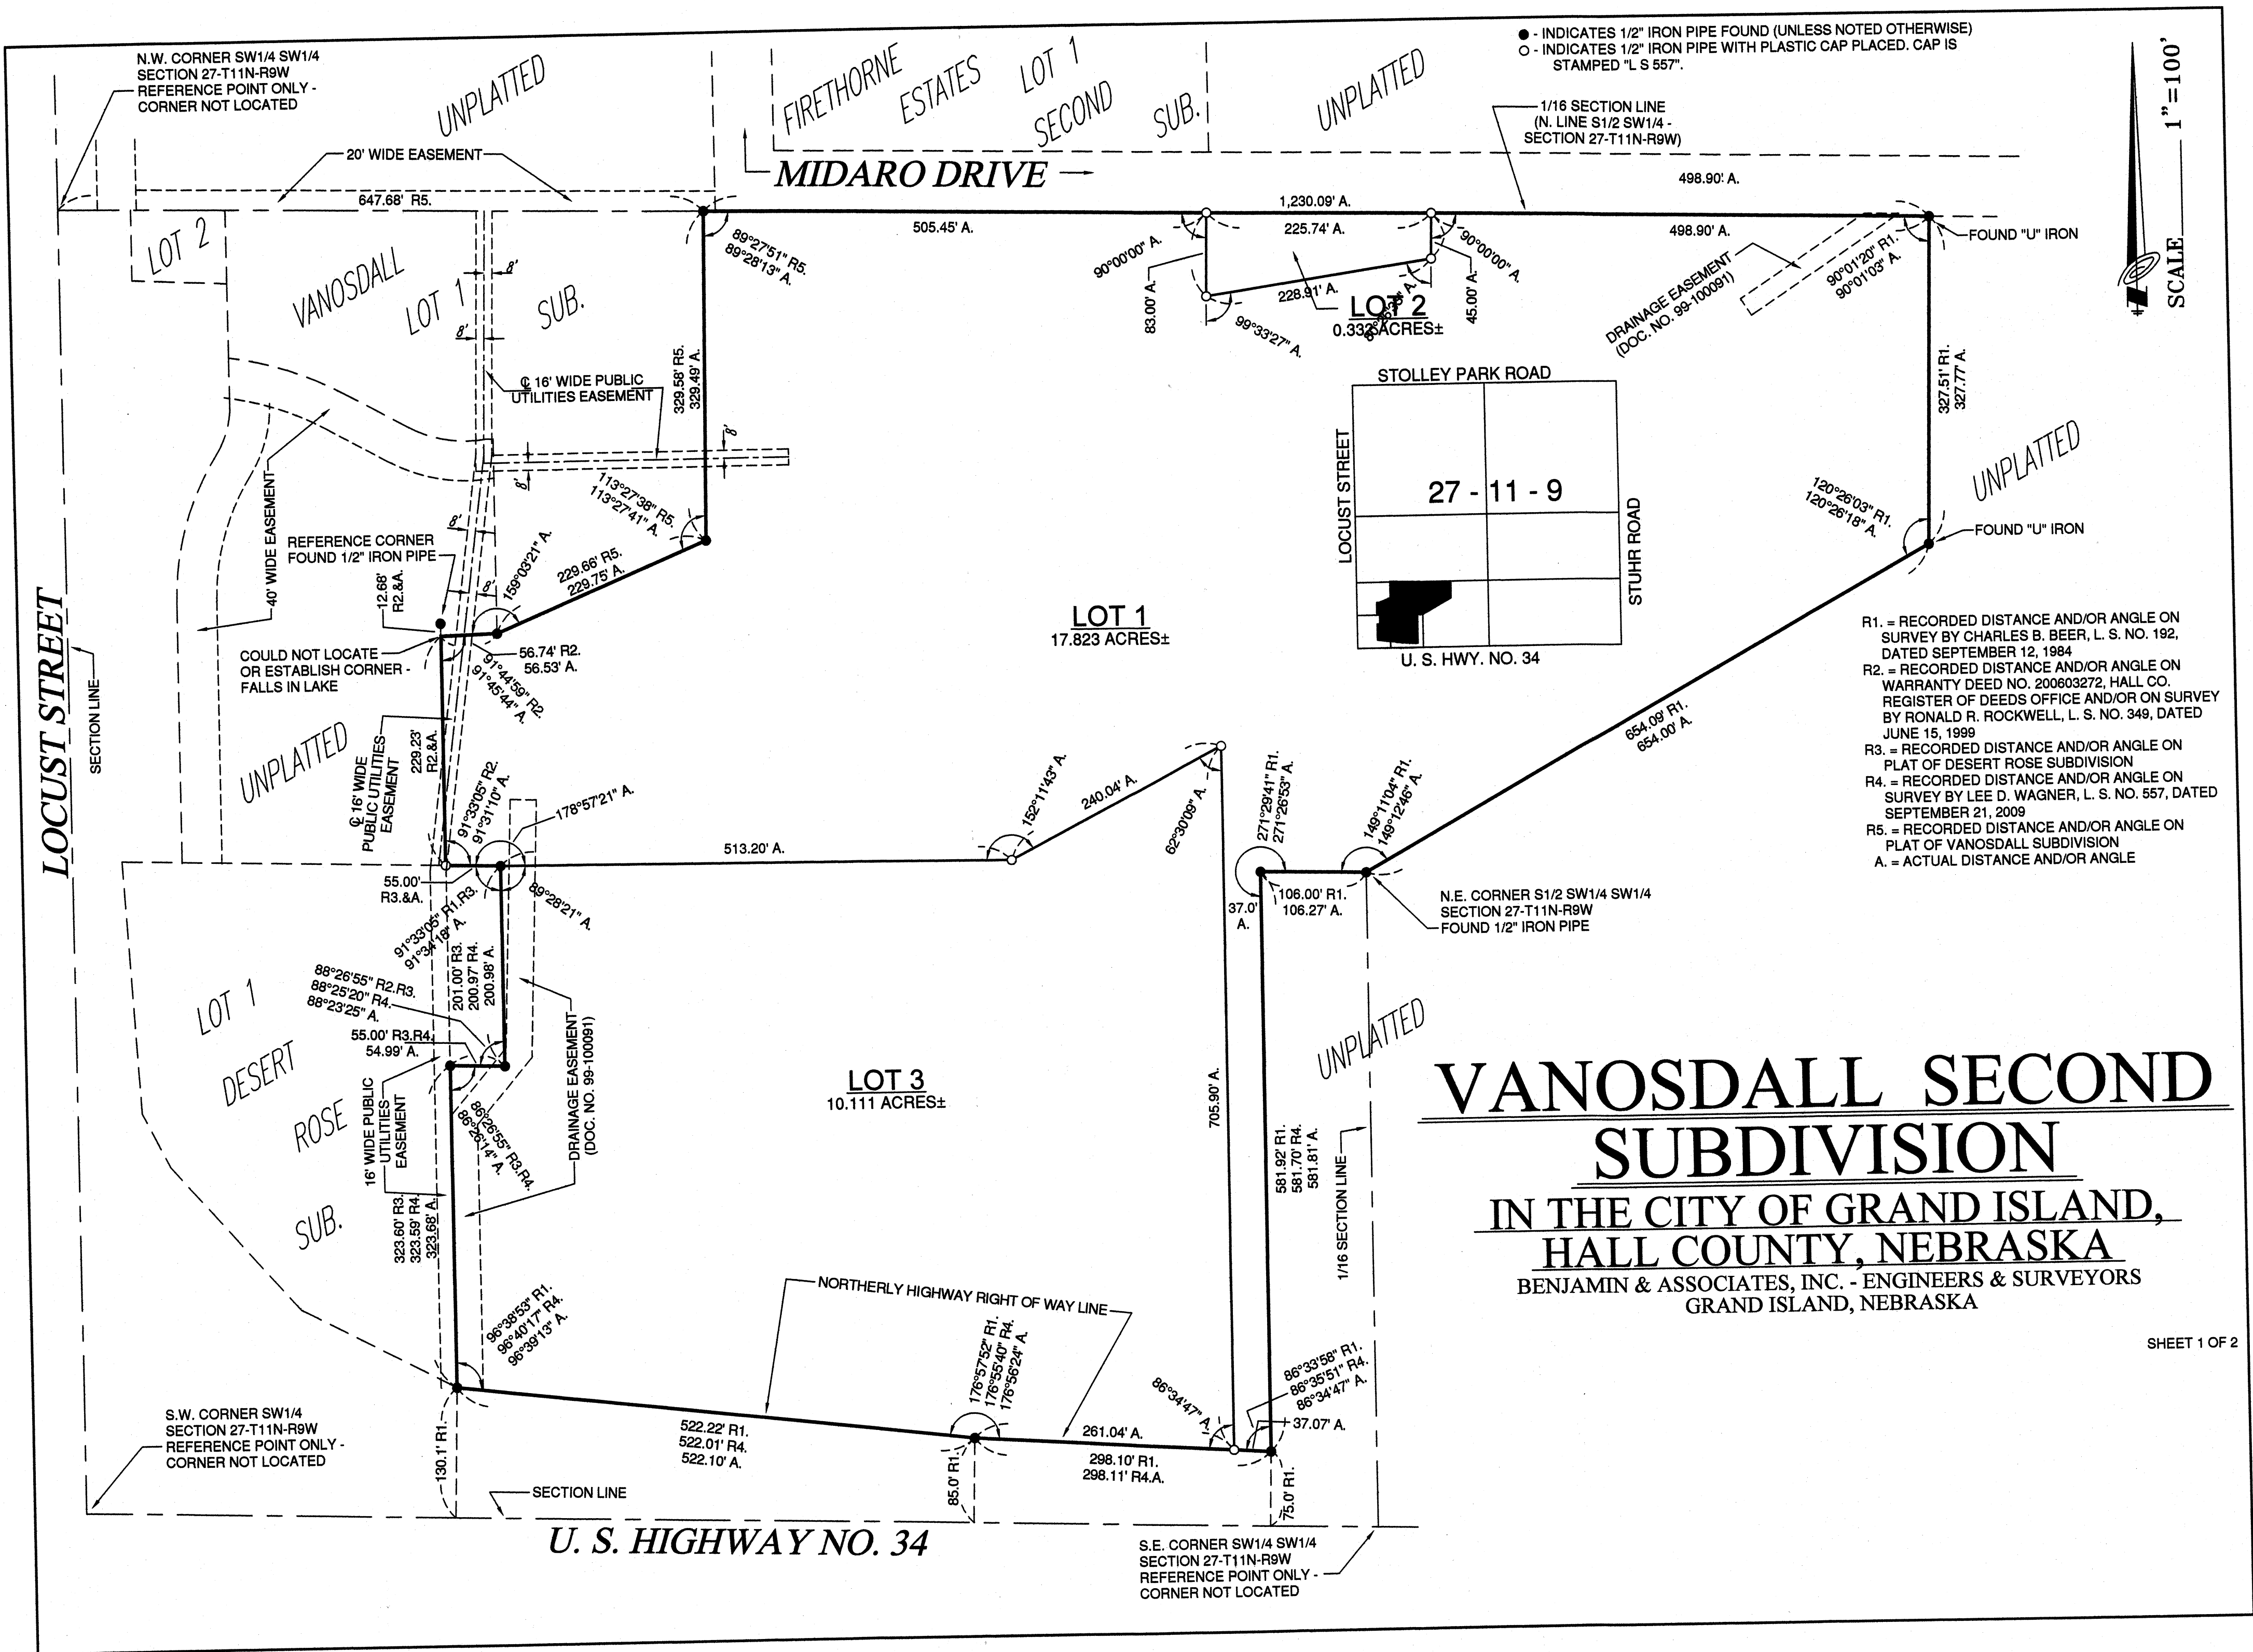 N.W. CORNER SW1/4 SW1/4
SECTION 27-T11N-R9W
REFERENCE POINT ONLY -
CORNER NOT LOCATED
UNPLATTED
FIRETHORNE
ESTATES
LOT 1
SECOND
SUB.
UNPLATTED
● - INDICATES 1/2" IRON PIPE FOUND (UNLESS NOTED OTHERWISE)
○ - INDICATES 1/2" IRON PIPE WITH PLASTIC CAP PLACED. CAP IS
STAMPED "L S 557".
1/16 SECTION LINE
(N. LINE S1/2 SW1/4 -
SECTION 27-T11N-R9W)
SCALE 1"=100'
20' WIDE EASEMENT
MIDARO DRIVE
647.68' R5.
1,230.09' A.
498.90' A.
505.45' A.
225.74' A.
498.90' A.
FOUND "U" IRON
LOT 2
VANOSDALL
LOT 1
SUB.
8'
8'
89°27'51" R5.
89°28'13" A.
90°00'00" A.
83.00' A.
99°33'27" A.
228.91' A.
90°00'00" A.
45.00' A.
LOT 2
0.332 ACRES±
DRAINAGE EASEMENT
(DOC. NO. 99-100091)
90°01'20" R1.
90°01'03" A.
℄ 16' WIDE PUBLIC
UTILITIES EASEMENT
329.58' R5.
329.49' A.
327.51' R1.
327.77' A.
STOLLEY PARK ROAD
LOCUST STREET
27 - 11 - 9
STUHR ROAD
U. S. HWY. NO. 34
UNPLATTED
8'
8'
40' WIDE EASEMENT
113°27'38" R5.
113°27'41" A.
120°26'03" R1.
120°26'18" A.
FOUND "U" IRON
REFERENCE CORNER
FOUND 1/2" IRON PIPE
8'
8'
12.68'
R2.&A.
159°03'21" A.
229.66' R5.
229.75' A.
LOT 1
17.823 ACRES±
COULD NOT LOCATE
OR ESTABLISH CORNER -
FALLS IN LAKE
56.74' R2.
56.53' A.
91°44'59" R2.
91°45'44" A.
R1. = RECORDED DISTANCE AND/OR ANGLE ON
SURVEY BY CHARLES B. BEER, L. S. NO. 192,
DATED SEPTEMBER 12, 1984
R2. = RECORDED DISTANCE AND/OR ANGLE ON
WARRANTY DEED NO. 200603272, HALL CO.
REGISTER OF DEEDS OFFICE AND/OR ON SURVEY
BY RONALD R. ROCKWELL, L. S. NO. 349, DATED
JUNE 15, 1999
R3. = RECORDED DISTANCE AND/OR ANGLE ON
PLAT OF DESERT ROSE SUBDIVISION
R4. = RECORDED DISTANCE AND/OR ANGLE ON
SURVEY BY LEE D. WAGNER, L. S. NO. 557, DATED
SEPTEMBER 21, 2009
R5. = RECORDED DISTANCE AND/OR ANGLE ON
PLAT OF VANOSDALL SUBDIVISION
A. = ACTUAL DISTANCE AND/OR ANGLE
LOCUST STREET
SECTION LINE
UNPLATTED
℄ 16' WIDE
PUBLIC UTILITIES
EASEMENT
229.23'
R2.&A.
91°33'05" R2.
91°31'10" A.
178°57'21" A.
513.20' A.
152°11'43" A.
240.04' A.
62°30'09" A.
271°29'41" R1.
271°26'53" A.
149°11'04" R1.
149°12'46" A.
654.09' R1.
654.00' A.
55.00'
R3.&A.
89°28'21" A.
37.0'
A.
106.00' R1.
106.27' A.
N.E. CORNER S1/2 SW1/4 SW1/4
SECTION 27-T11N-R9W
FOUND 1/2" IRON PIPE
91°33'05" R1.R3.
91°34'18" A.
201.00' R3.
200.97' R4.
200.98' A.
88°26'55" R2.R3.
88°25'20" R4.
88°23'25" A.
55.00' R3.R4.
54.99' A.
LOT 1
DESERT
ROSE
SUB.
DRAINAGE EASEMENT
(DOC. NO. 99-100091)
16' WIDE PUBLIC
UTILITIES
EASEMENT
86°26'55" R3.R4.
86°26'14" A.
LOT 3
10.111 ACRES±
705.90' A.
581.92' R1.
581.70' R4.
581.81' A.
UNPLATTED
1/16 SECTION LINE
323.60' R3.
323.59' R4.
323.68' A.
VANOSDALL SECOND
SUBDIVISION
IN THE CITY OF GRAND ISLAND,
HALL COUNTY, NEBRASKA
BENJAMIN & ASSOCIATES, INC. - ENGINEERS & SURVEYORS
GRAND ISLAND, NEBRASKA
SHEET 1 OF 2
96°38'53" R1.
96°40'17" R4.
96°39'13" A.
NORTHERLY HIGHWAY RIGHT OF WAY LINE
176°57'52" R1.
176°55'40" R4.
176°56'24" A.
86°34'47" A.
86°33'58" R1.
86°35'51" R4.
86°34'47" A.
37.07' A.
S.W. CORNER SW1/4
SECTION 27-T11N-R9W
REFERENCE POINT ONLY -
CORNER NOT LOCATED
130.1' R1.
522.22' R1.
522.01' R4.
522.10' A.
85.0' R1.
261.04' A.
298.10' R1.
298.11' R4.A.
75.0' R1.
SECTION LINE
U. S. HIGHWAY NO. 34
S.E. CORNER SW1/4 SW1/4
SECTION 27-T11N-R9W
REFERENCE POINT ONLY -
CORNER NOT LOCATED